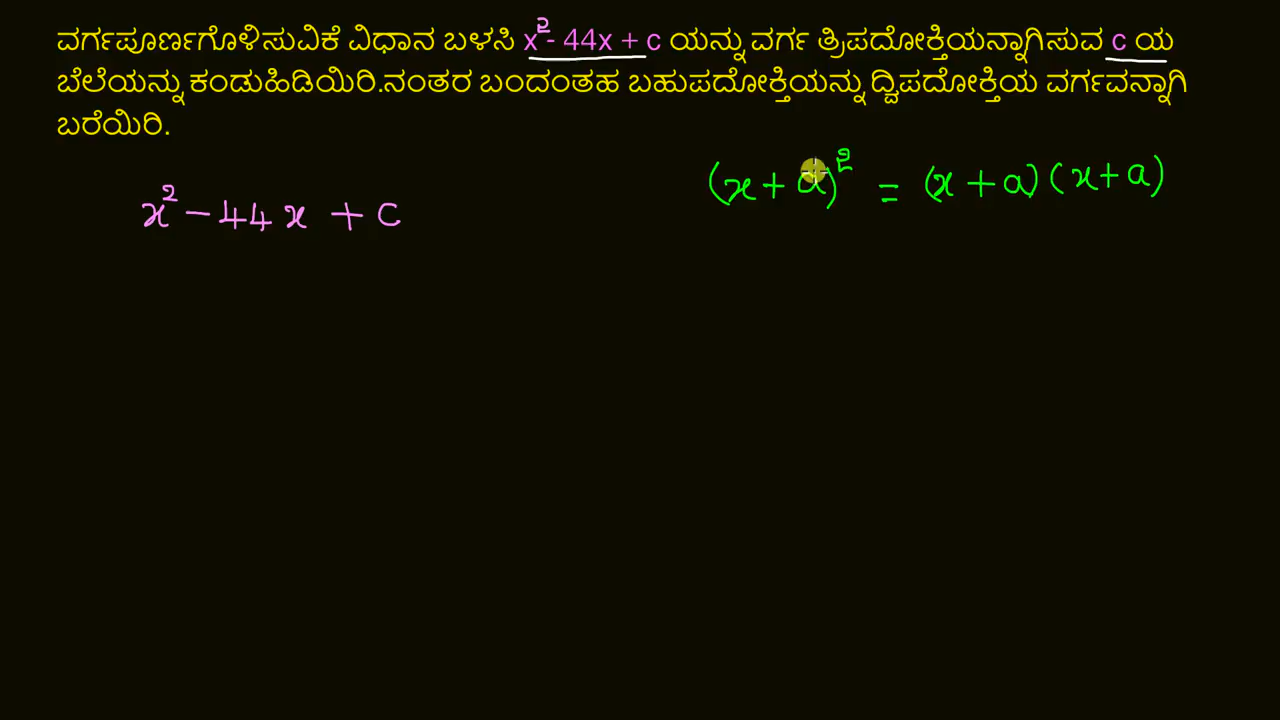 ವರ್ಗಪೂರ್ಣಗೊಳಿಸುವಿಕೆ ವಿಧಾನ ಬಳಸಿ x²- 44x + c ಯನ್ನು ವರ್ಗ ತ್ರಿಪದೋಕ್ತಿಯನ್ನಾಗಿಸುವ c ಯ
ಬೆಲೆಯನ್ನು ಕಂಡುಹಿಡಿಯಿರಿ.ನಂತರ ಬಂದಂತಹ ಬಹುಪದೋಕ್ತಿಯನ್ನು ದ್ವಿಪದೋಕ್ತಿಯ ವರ್ಗವನ್ನಾಗಿ
ಬರೆಯಿರಿ.
(x + a)² = (x + a) (x + a)
x² - 44x + c